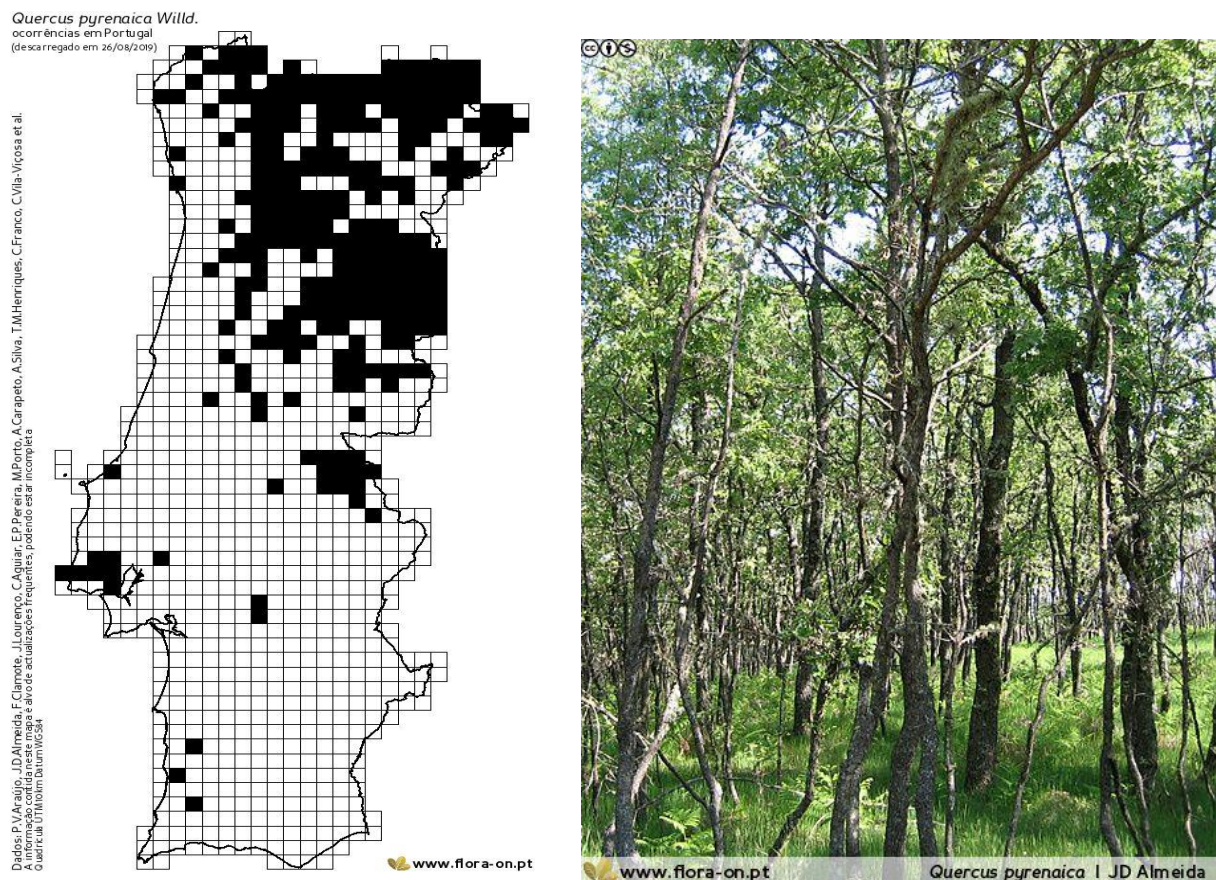 Quercus pyrenaica Willd.
ocorrências em Portugal
(descarregado em 26/08/2019)
Dados: P.V.Araújo, J.D.Almeida, F.Clamote, J.Lourenço, C.Aguiar, E.P.Pereira, M.Porto, A.Carapeto, A.Silva, T.M.Henriques, C.Franco, C.Vila-Viçosa et al.
A informação contida neste mapa é alvo de actualizações frequentes, podendo estar incompleta
Quadrícula UTM 10km Datum WGS84
www.flora-on.pt
cc
www.flora-on.pt
Quercus pyrenaica | JD Almeida